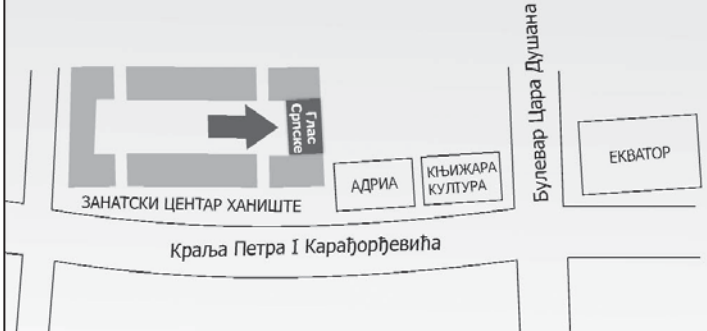 Глас
Српске
ЗАНАТСКИ ЦЕНТАР ХАНИШТЕ
АДРИА
КЊИЖАРА
КУЛТУРА
Булевар Цара Душана
ЕКВАТОР
Краља Петра I Карађорђевића